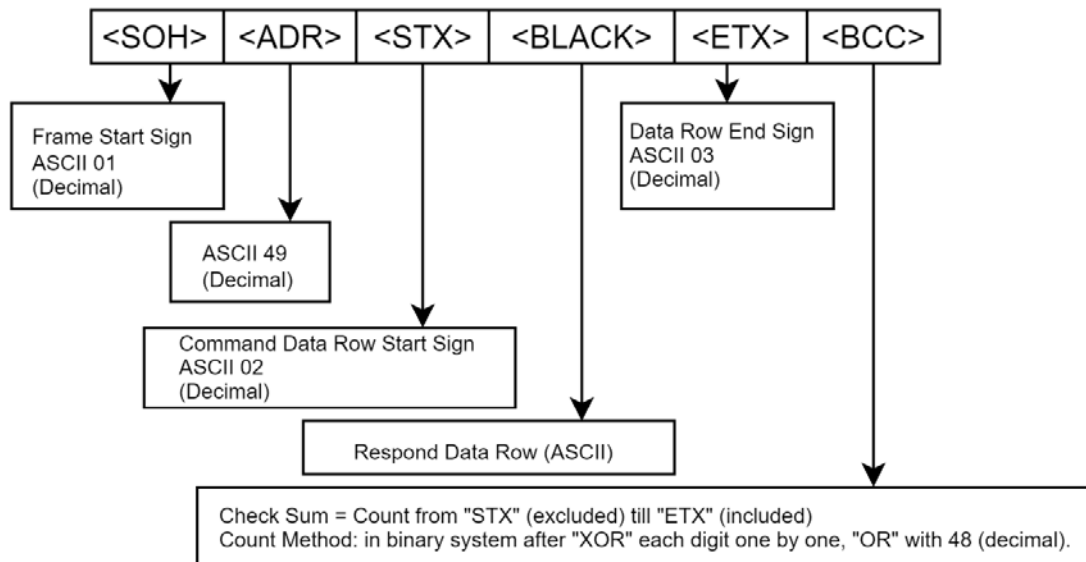 <SOH> <ADR> <STX> <BLACK> <ETX> <BCC>
Frame Start Sign
ASCII 01
(Decimal)
Data Row End Sign
ASCII 03
(Decimal)
ASCII 49
(Decimal)
Command Data Row Start Sign
ASCII 02
(Decimal)
Respond Data Row (ASCII)
Check Sum = Count from "STX" (excluded) till "ETX" (included)
Count Method: in binary system after "XOR" each digit one by one, "OR" with 48 (decimal).